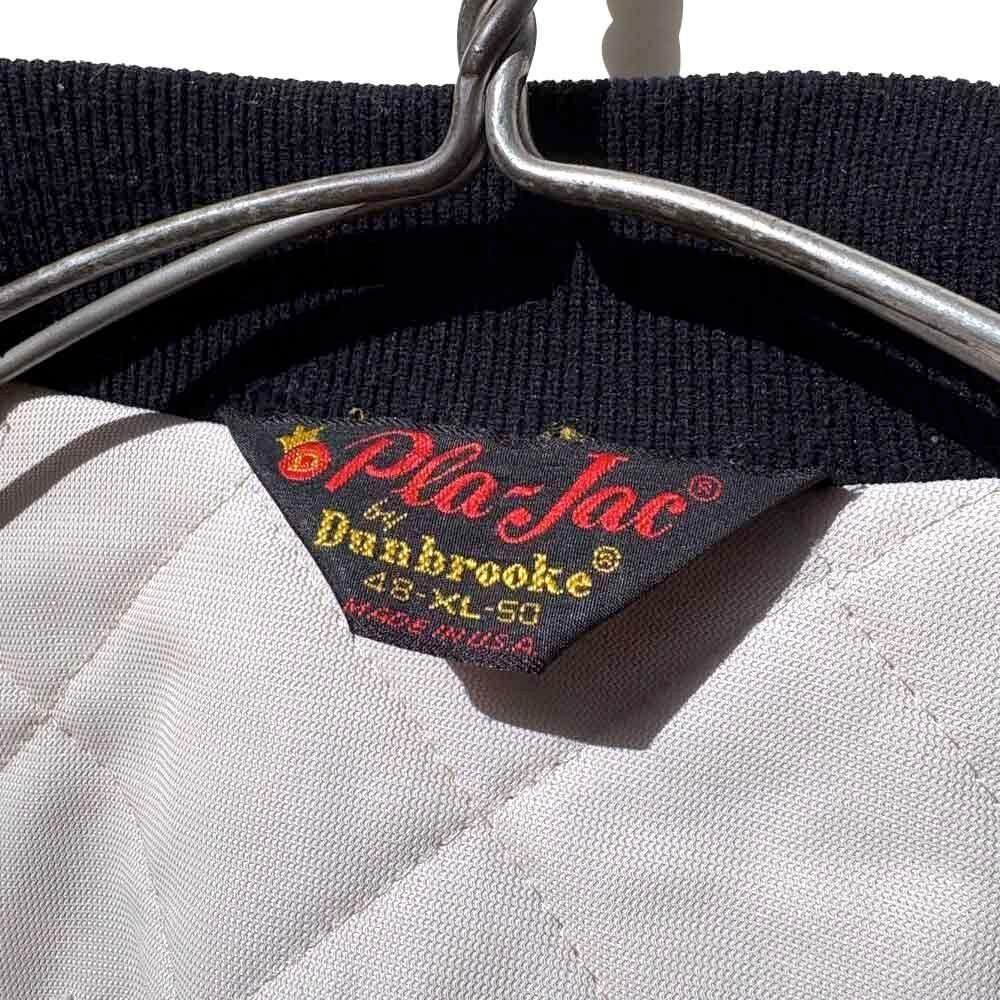 Pla-Jac®
by
Dunbrooke®
48-XL-50
MADE IN U.S.A